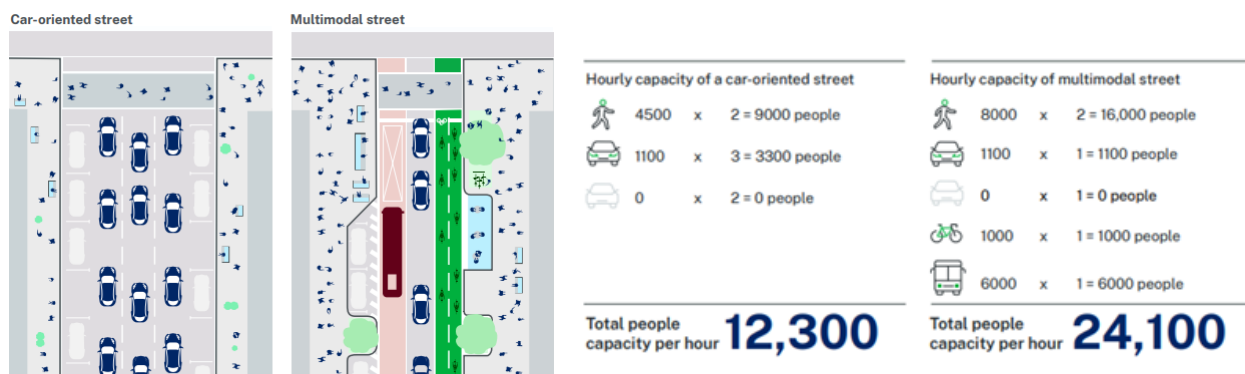 Car-oriented street
Multimodal street
Hourly capacity of a car-oriented street
4500 x 2 = 9000 people
1100 x 3 = 3300 people
0 x 2 = 0 people
Total people
capacity per hour 12,300
Hourly capacity of multimodal street
8000 x 2 = 16,000 people
1100 x 1 = 1100 people
0 x 1 = 0 people
1000 x 1 = 1000 people
6000 x 1 = 6000 people
Total people
capacity per hour 24,100